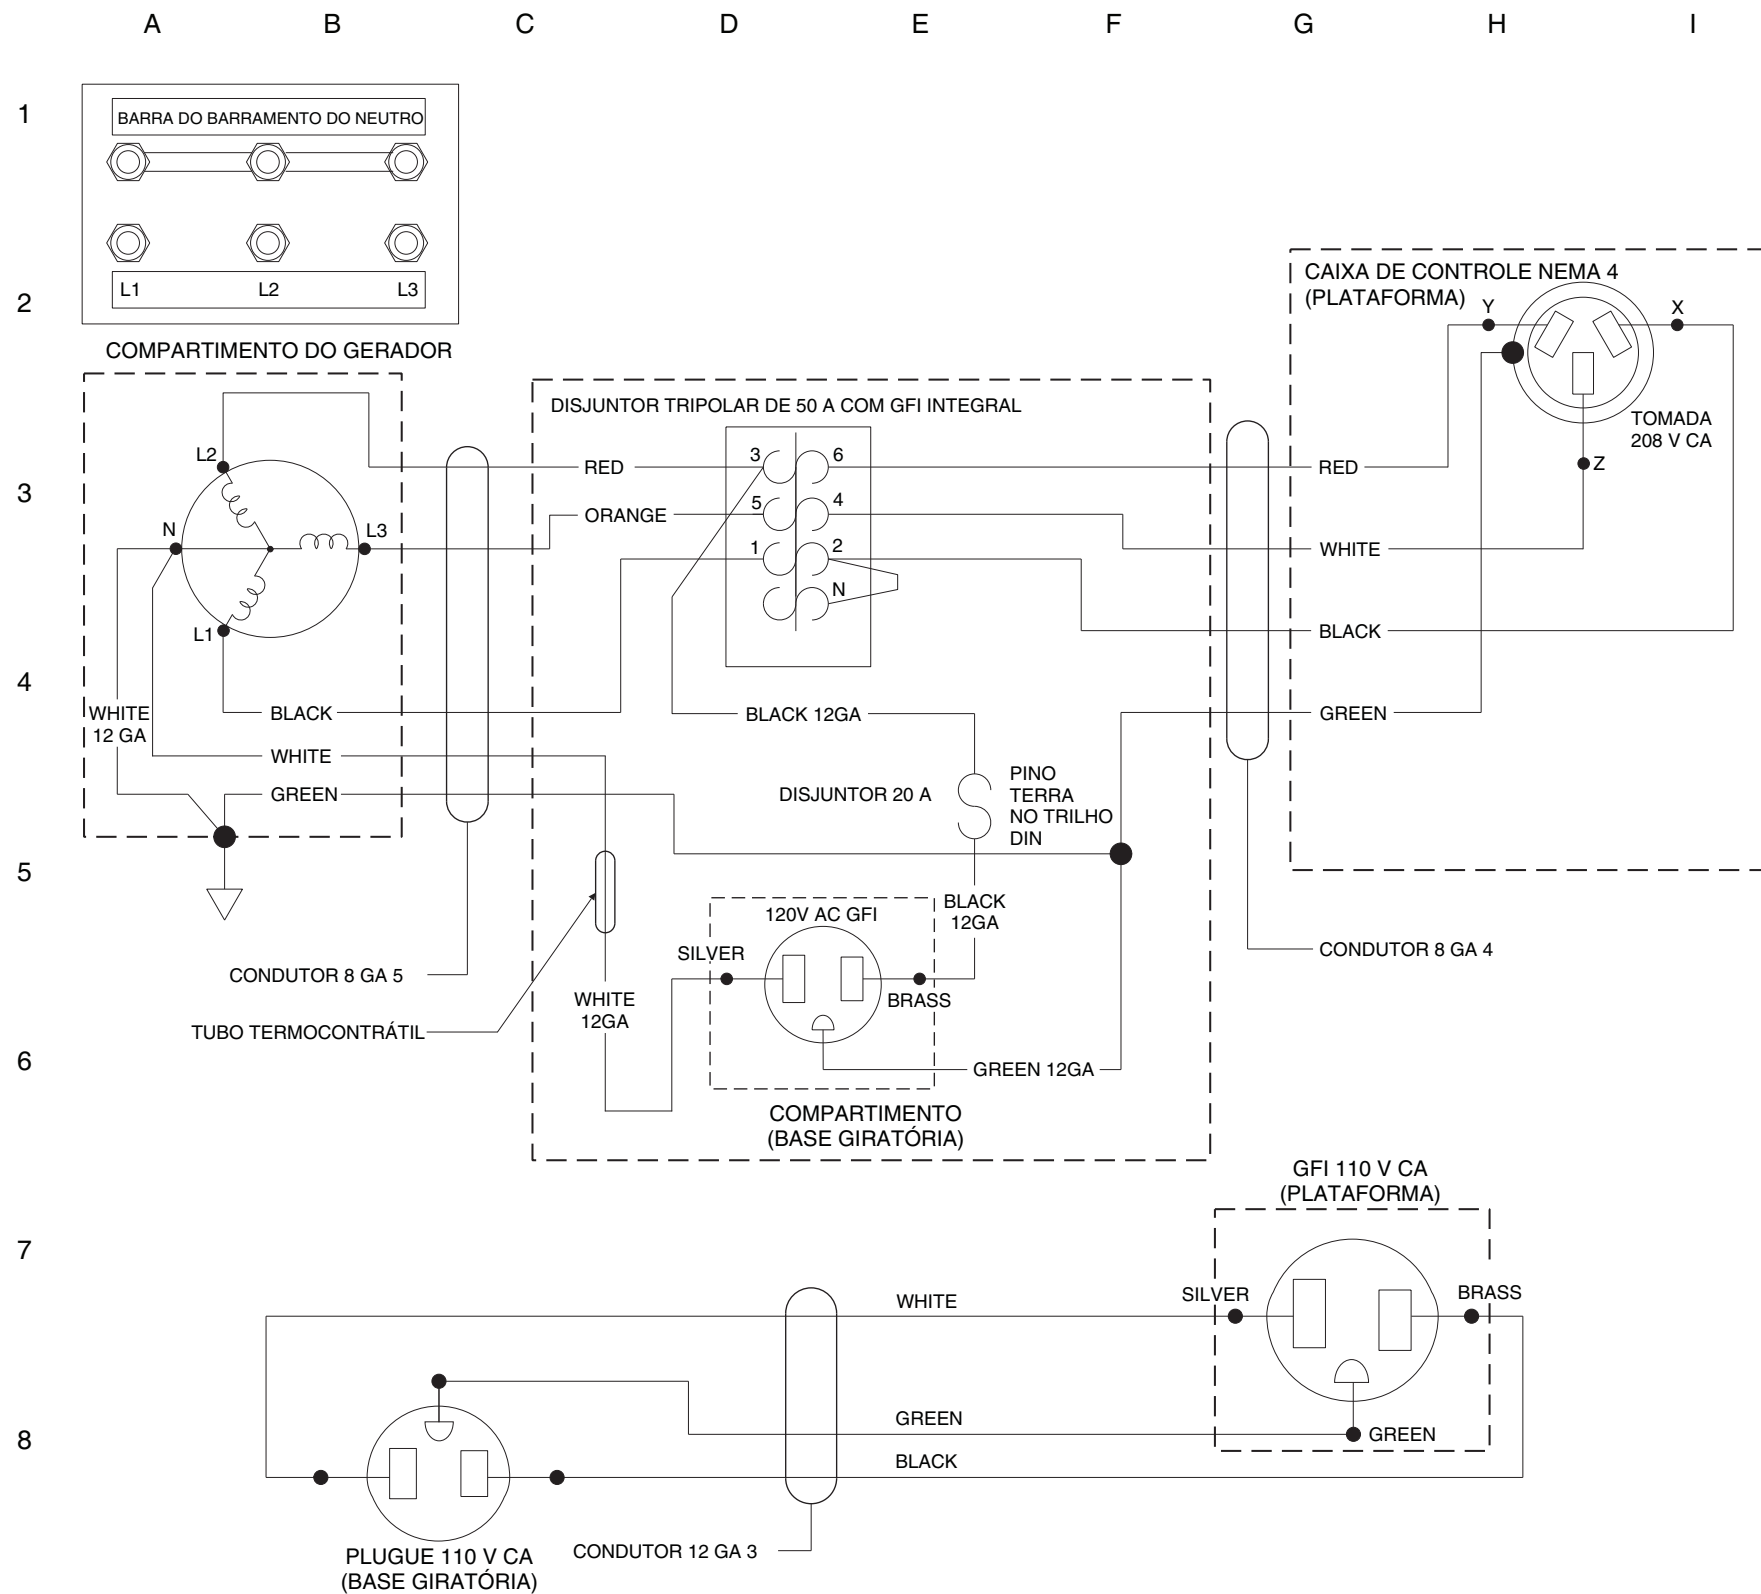 A B C D E F G H I
1
BARRA DO BARRAMENTO DO NEUTRO
2
L1 L2 L3
COMPARTIMENTO DO GERADOR
CAIXA DE CONTROLE NEMA 4
(PLATAFORMA)
Y
X
TOMADA
208 V CA
Z
DISJUNTOR TRIPOLAR DE 50 A COM GFI INTEGRAL
3
L2
N
L3
L1
RED
ORANGE
3 6
5 4
1 2
N
RED
WHITE
BLACK
GREEN
4
WHITE
12 GA
BLACK
WHITE
GREEN
BLACK 12GA
DISJUNTOR 20 A
PINO
TERRA
NO TRILHO
DIN
5
BLACK
12GA
120V AC GFI
SILVER
BRASS
CONDUTOR 8 GA 5
CONDUTOR 8 GA 4
WHITE
12GA
TUBO TERMOCONTRÁTIL
6
GREEN 12GA
COMPARTIMENTO
(BASE GIRATÓRIA)
GFI 110 V CA
(PLATAFORMA)
7
WHITE
SILVER
BRASS
8
GREEN
GREEN
BLACK
PLUGUE 110 V CA
(BASE GIRATÓRIA)
CONDUTOR 12 GA 3